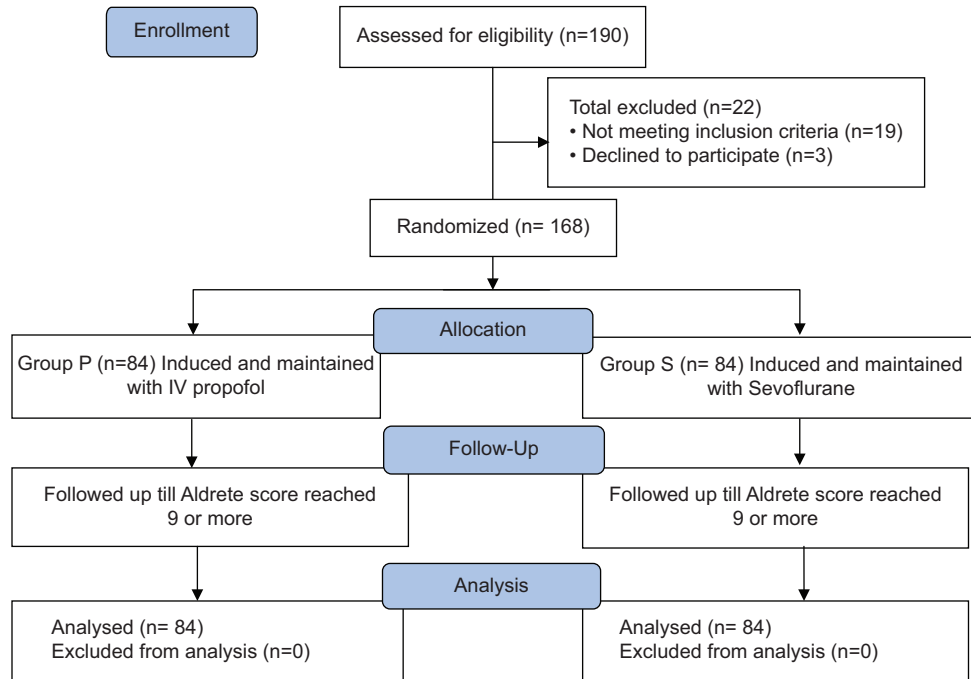 Enrollment
Assessed for eligibility (n=190)
Total excluded (n=22)
• Not meeting inclusion criteria (n=19)
• Declined to participate (n=3)
Randomized (n= 168)
Allocation
Group P (n=84) Induced and maintained
with IV propofol
Group S (n= 84) Induced and maintained
with Sevoflurane
Follow-Up
Followed up till Aldrete score reached
9 or more
Followed up till Aldrete score reached
9 or more
Analysis
Analysed (n= 84)
Excluded from analysis (n=0)
Analysed (n= 84)
Excluded from analysis (n=0)